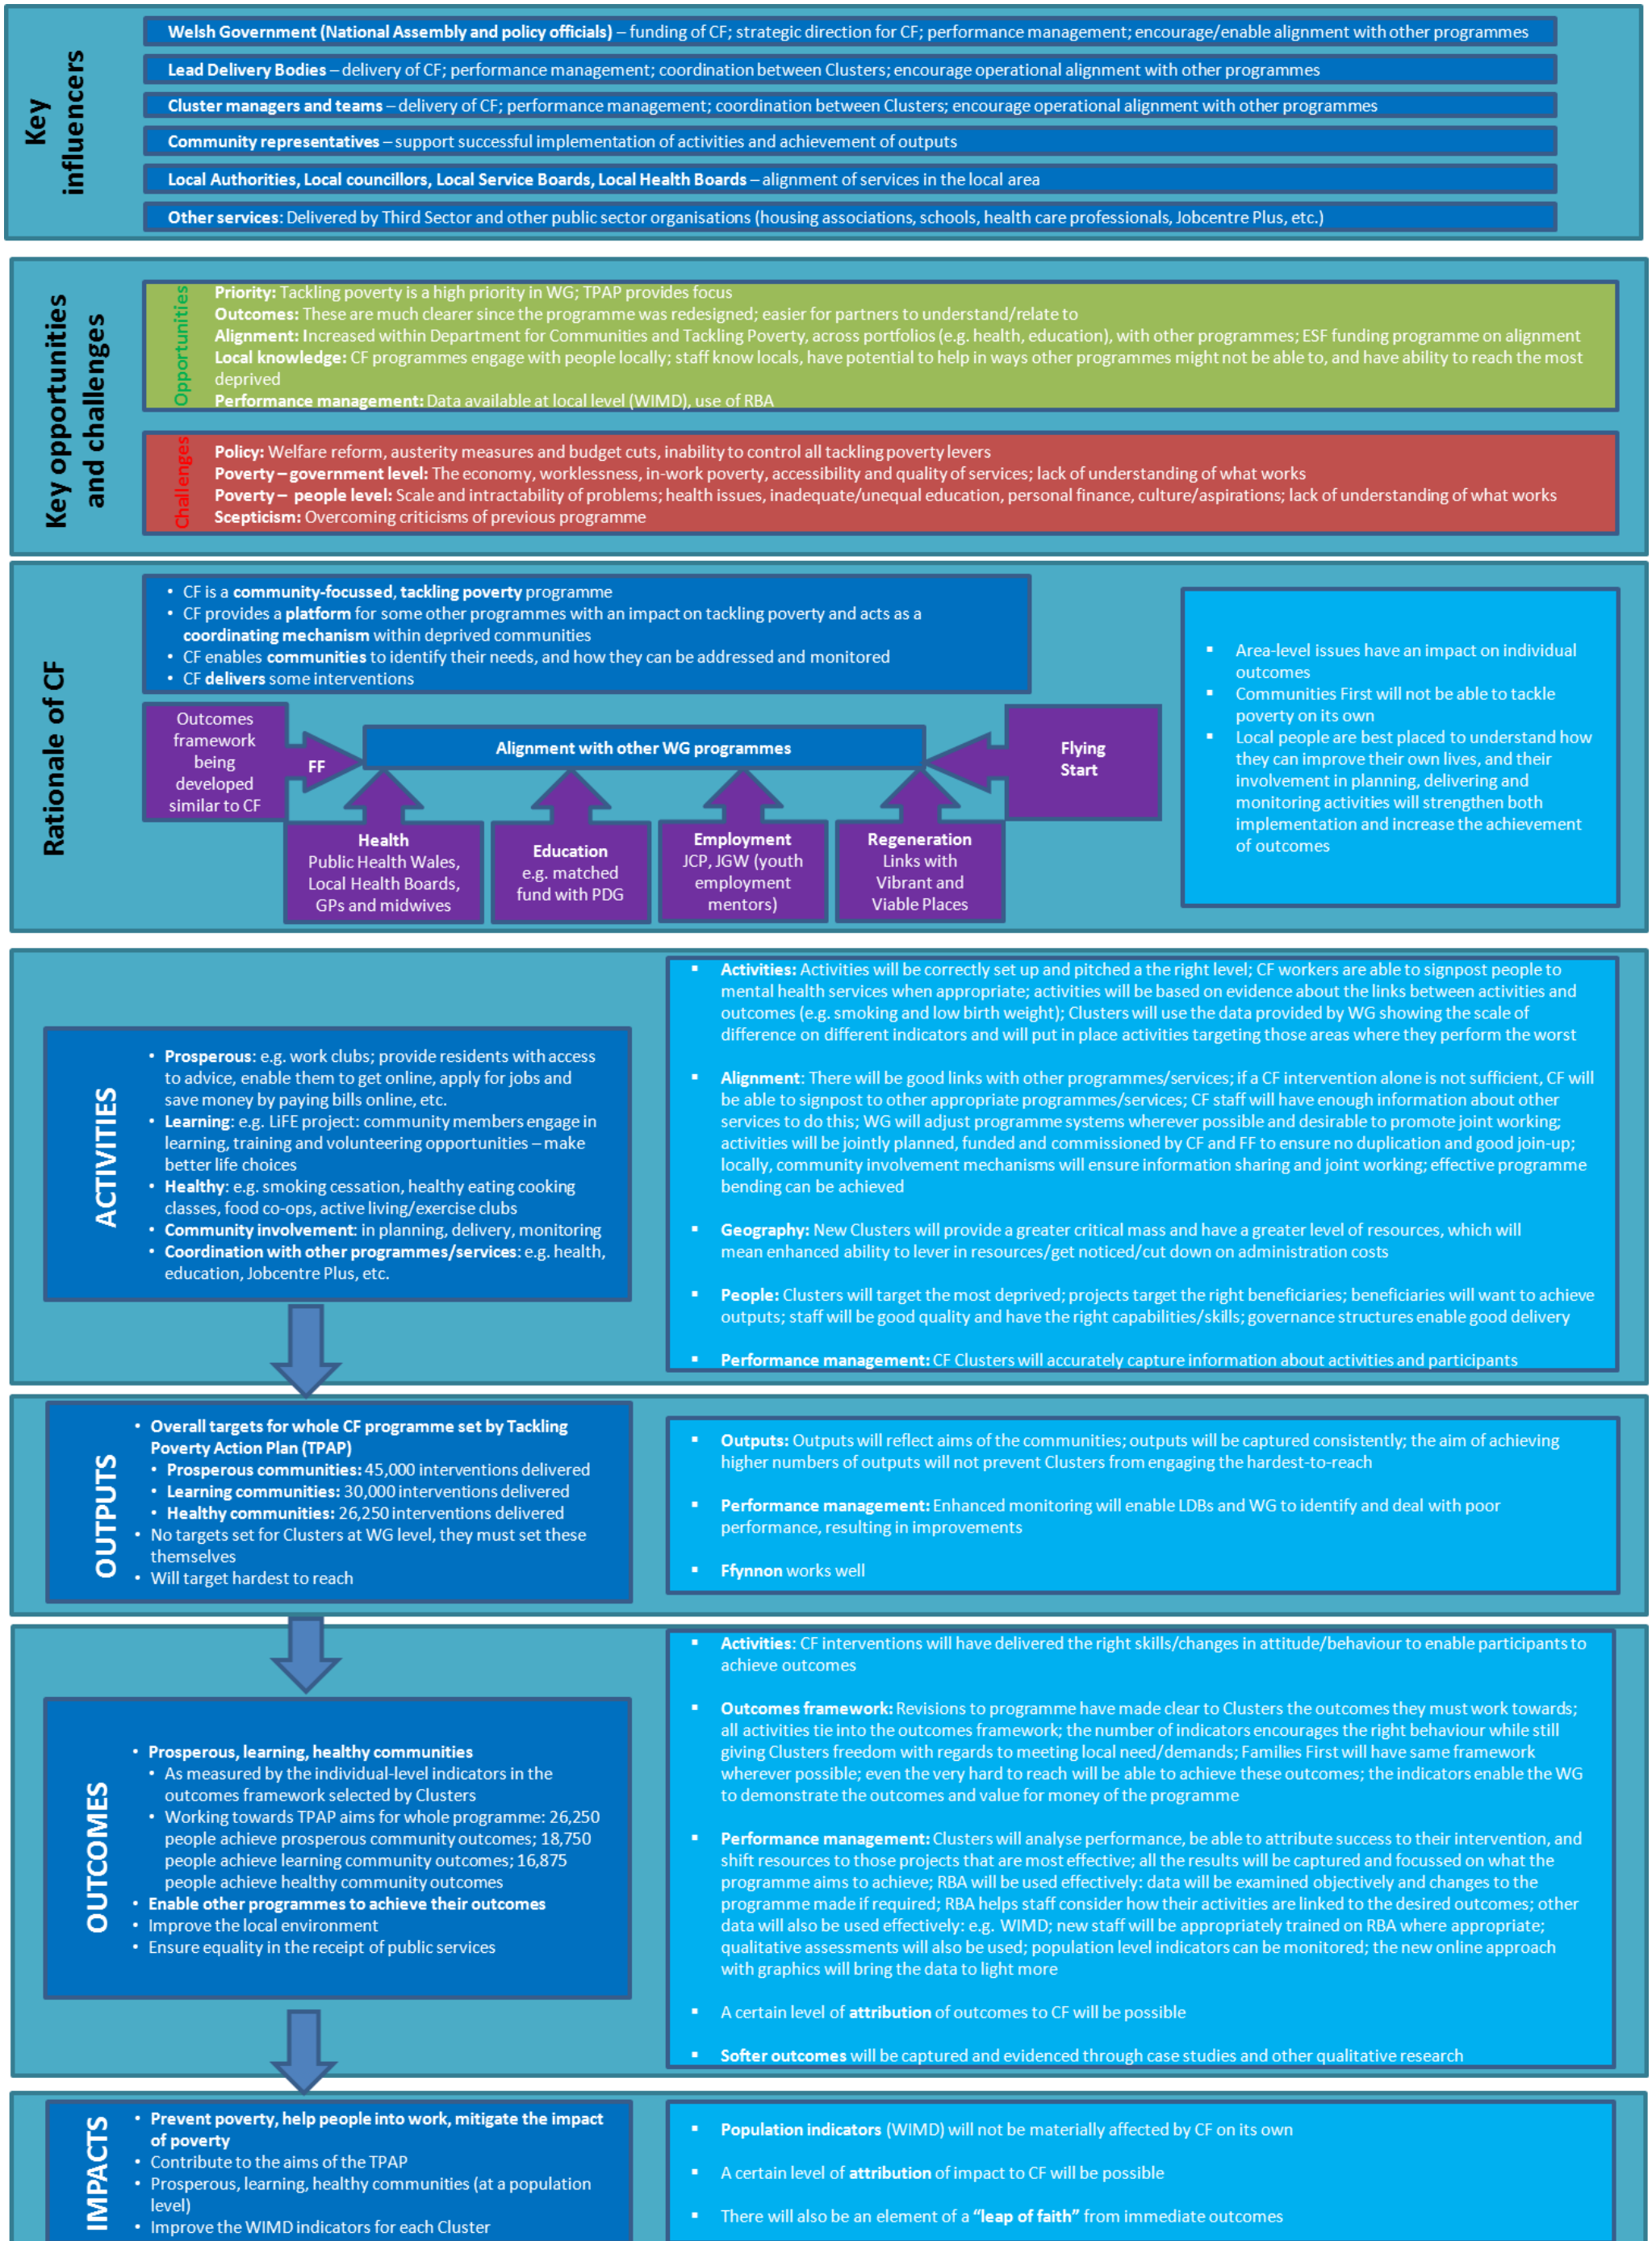 Key
influencers
Welsh Government (National Assembly and policy officials) – funding of CF; strategic direction for CF; performance management; encourage/enable alignment with other programmes
Lead Delivery Bodies – delivery of CF; performance management; coordination between Clusters; encourage operational alignment with other programmes
Cluster managers and teams – delivery of CF; performance management; coordination between Clusters; encourage operational alignment with other programmes
Community representatives – support successful implementation of activities and achievement of outputs
Local Authorities, Local councillors, Local Service Boards, Local Health Boards – alignment of services in the local area
Other services: Delivered by Third Sector and other public sector organisations (housing associations, schools, health care professionals, Jobcentre Plus, etc.)
Key opportunities
and challenges
Opportunities
Priority: Tackling poverty is a high priority in WG; TPAP provides focus
Outcomes: These are much clearer since the programme was redesigned; easier for partners to understand/relate to
Alignment: Increased within Department for Communities and Tackling Poverty, across portfolios (e.g. health, education), with other programmes; ESF funding programme on alignment
Local knowledge: CF programmes engage with people locally; staff know locals, have potential to help in ways other programmes might not be able to, and have ability to reach the most
deprived
Performance management: Data available at local level (WIMD), use of RBA
Challenges
Policy: Welfare reform, austerity measures and budget cuts, inability to control all tackling poverty levers
Poverty – government level: The economy, worklessness, in-work poverty, accessibility and quality of services; lack of understanding of what works
Poverty – people level: Scale and intractability of problems; health issues, inadequate/unequal education, personal finance, culture/aspirations; lack of understanding of what works
Scepticism: Overcoming criticisms of previous programme
Rationale of CF
• CF is a community-focussed, tackling poverty programme
• CF provides a platform for some other programmes with an impact on tackling poverty and acts as a
coordinating mechanism within deprived communities
• CF enables communities to identify their needs, and how they can be addressed and monitored
• CF delivers some interventions
Outcomes
framework
being
developed
similar to CF
FF
Alignment with other WG programmes
Flying
Start
Health
Public Health Wales,
Local Health Boards,
GPs and midwives
Education
e.g. matched
fund with PDG
Employment
JCP, JGW (youth
employment
mentors)
Regeneration
Links with
Vibrant and
Viable Places
▪ Area-level issues have an impact on individual
outcomes
▪ Communities First will not be able to tackle
poverty on its own
▪ Local people are best placed to understand how
they can improve their own lives, and their
involvement in planning, delivering and
monitoring activities will strengthen both
implementation and increase the achievement
of outcomes
ACTIVITIES
• Prosperous: e.g. work clubs; provide residents with access
to advice, enable them to get online, apply for jobs and
save money by paying bills online, etc.
• Learning: e.g. LiFE project: community members engage in
learning, training and volunteering opportunities – make
better life choices
• Healthy: e.g. smoking cessation, healthy eating cooking
classes, food co-ops, active living/exercise clubs
• Community involvement: in planning, delivery, monitoring
• Coordination with other programmes/services: e.g. health,
education, Jobcentre Plus, etc.
▪ Activities: Activities will be correctly set up and pitched a the right level; CF workers are able to signpost people to
mental health services when appropriate; activities will be based on evidence about the links between activities and
outcomes (e.g. smoking and low birth weight); Clusters will use the data provided by WG showing the scale of
difference on different indicators and will put in place activities targeting those areas where they perform the worst
▪ Alignment: There will be good links with other programmes/services; if a CF intervention alone is not sufficient, CF will
be able to signpost to other appropriate programmes/services; CF staff will have enough information about other
services to do this; WG will adjust programme systems wherever possible and desirable to promote joint working;
activities will be jointly planned, funded and commissioned by CF and FF to ensure no duplication and good join-up;
locally, community involvement mechanisms will ensure information sharing and joint working; effective programme
bending can be achieved
▪ Geography: New Clusters will provide a greater critical mass and have a greater level of resources, which will
mean enhanced ability to lever in resources/get noticed/cut down on administration costs
▪ People: Clusters will target the most deprived; projects target the right beneficiaries; beneficiaries will want to achieve
outputs; staff will be good quality and have the right capabilities/skills; governance structures enable good delivery
▪ Performance management: CF Clusters will accurately capture information about activities and participants
OUTPUTS
• Overall targets for whole CF programme set by Tackling
Poverty Action Plan (TPAP)
• Prosperous communities: 45,000 interventions delivered
• Learning communities: 30,000 interventions delivered
• Healthy communities: 26,250 interventions delivered
• No targets set for Clusters at WG level, they must set these
themselves
• Will target hardest to reach
▪ Outputs: Outputs will reflect aims of the communities; outputs will be captured consistently; the aim of achieving
higher numbers of outputs will not prevent Clusters from engaging the hardest-to-reach
▪ Performance management: Enhanced monitoring will enable LDBs and WG to identify and deal with poor
performance, resulting in improvements
▪ Ffynnon works well
OUTCOMES
• Prosperous, learning, healthy communities
• As measured by the individual-level indicators in the
outcomes framework selected by Clusters
• Working towards TPAP aims for whole programme: 26,250
people achieve prosperous community outcomes; 18,750
people achieve learning community outcomes; 16,875
people achieve healthy community outcomes
• Enable other programmes to achieve their outcomes
• Improve the local environment
• Ensure equality in the receipt of public services
▪ Activities: CF interventions will have delivered the right skills/changes in attitude/behaviour to enable participants to
achieve outcomes
▪ Outcomes framework: Revisions to programme have made clear to Clusters the outcomes they must work towards;
all activities tie into the outcomes framework; the number of indicators encourages the right behaviour while still
giving Clusters freedom with regards to meeting local need/demands; Families First will have same framework
wherever possible; even the very hard to reach will be able to achieve these outcomes; the indicators enable the WG
to demonstrate the outcomes and value for money of the programme
▪ Performance management: Clusters will analyse performance, be able to attribute success to their intervention, and
shift resources to those projects that are most effective; all the results will be captured and focussed on what the
programme aims to achieve; RBA will be used effectively: data will be examined objectively and changes to the
programme made if required; RBA helps staff consider how their activities are linked to the desired outcomes; other
data will also be used effectively: e.g. WIMD; new staff will be appropriately trained on RBA where appropriate;
qualitative assessments will also be used; population level indicators can be monitored; the new online approach
with graphics will bring the data to light more
▪ A certain level of attribution of outcomes to CF will be possible
▪ Softer outcomes will be captured and evidenced through case studies and other qualitative research
IMPACTS
• Prevent poverty, help people into work, mitigate the impact
of poverty
• Contribute to the aims of the TPAP
• Prosperous, learning, healthy communities (at a population
level)
• Improve the WIMD indicators for each Cluster
▪ Population indicators (WIMD) will not be materially affected by CF on its own
▪ A certain level of attribution of impact to CF will be possible
▪ There will also be an element of a “leap of faith” from immediate outcomes